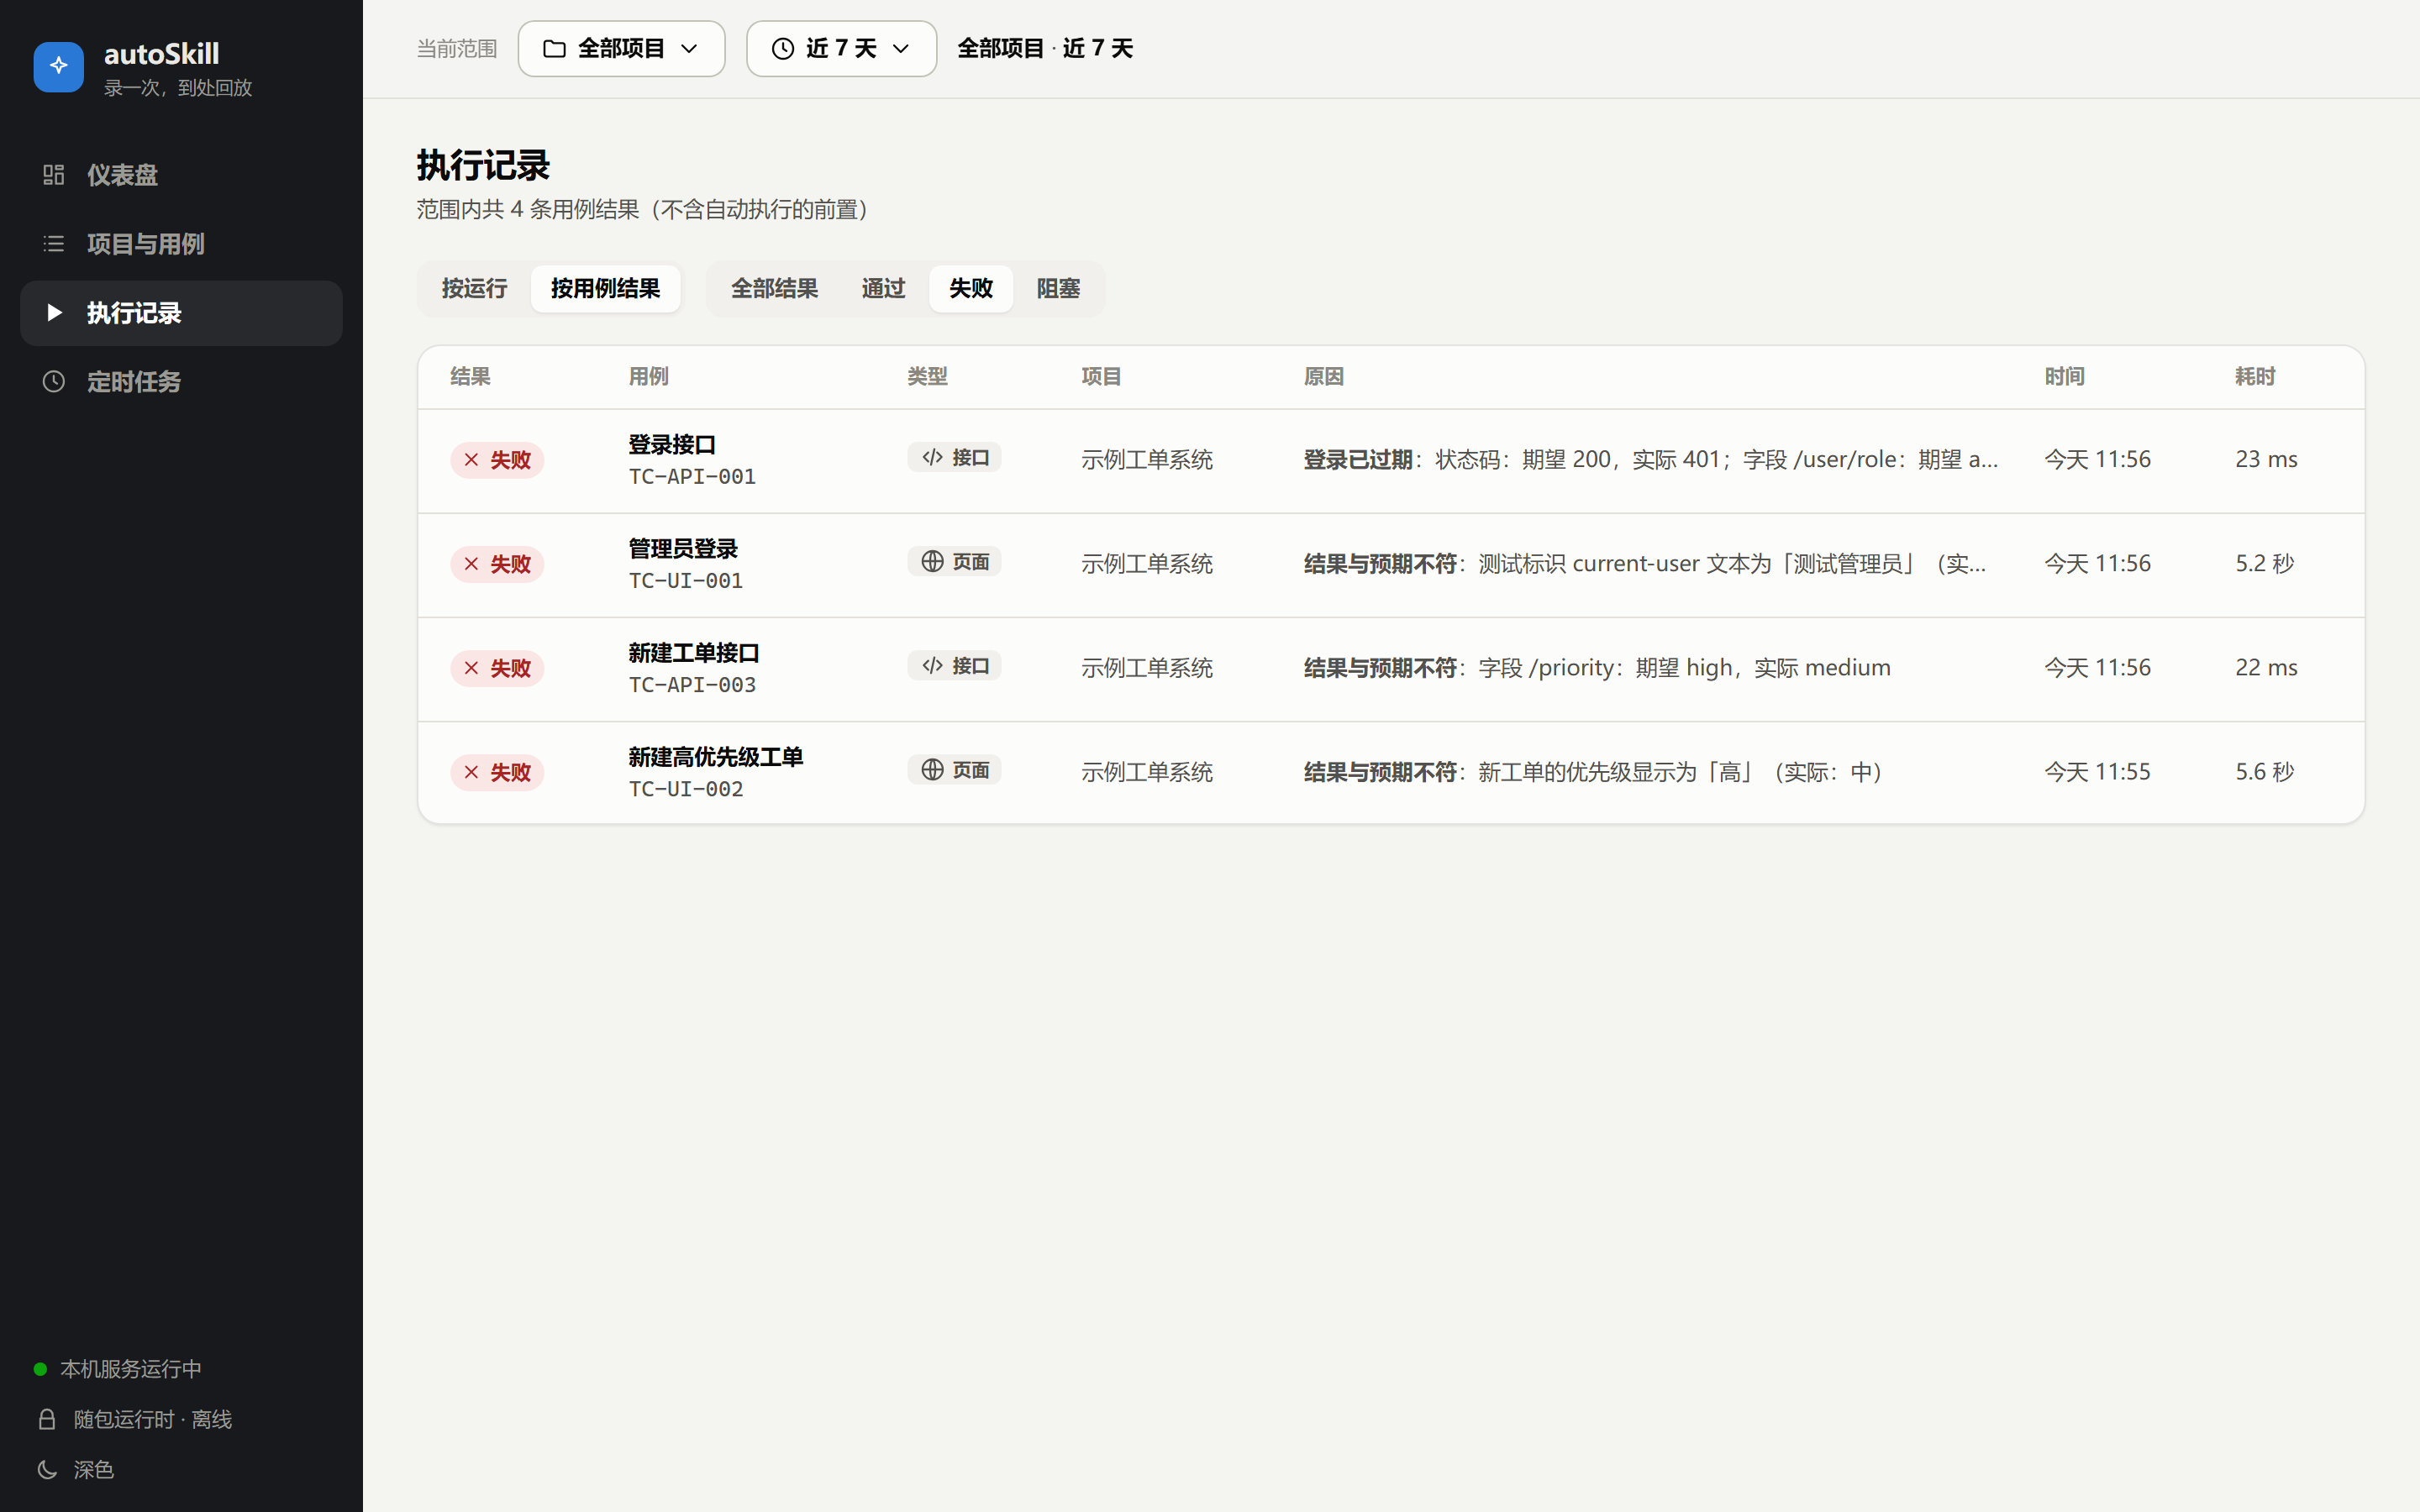 autoSkill
录一次，到处回放
仪表盘
项目与用例
执行记录
定时任务
本机服务运行中
随包运行时 · 离线
深色
当前范围 全部项目 近 7 天 全部项目 · 近 7 天
执行记录
范围内共 4 条用例结果（不含自动执行的前置）
按运行 按用例结果 全部结果 通过 失败 阻塞
结果 用例 类型 项目 原因 时间 耗时
失败 登录接口 TC-API-001 接口 示例工单系统 登录已过期：状态码：期望 200，实际 401；字段 /user/role：期望 a... 今天 11:56 23 ms
失败 管理员登录 TC-UI-001 页面 示例工单系统 结果与预期不符：测试标识 current-user 文本为「测试管理员」（实... 今天 11:56 5.2 秒
失败 新建工单接口 TC-API-003 接口 示例工单系统 结果与预期不符：字段 /priority：期望 high，实际 medium 今天 11:56 22 ms
失败 新建高优先级工单 TC-UI-002 页面 示例工单系统 结果与预期不符：新工单的优先级显示为「高」（实际：中） 今天 11:55 5.6 秒